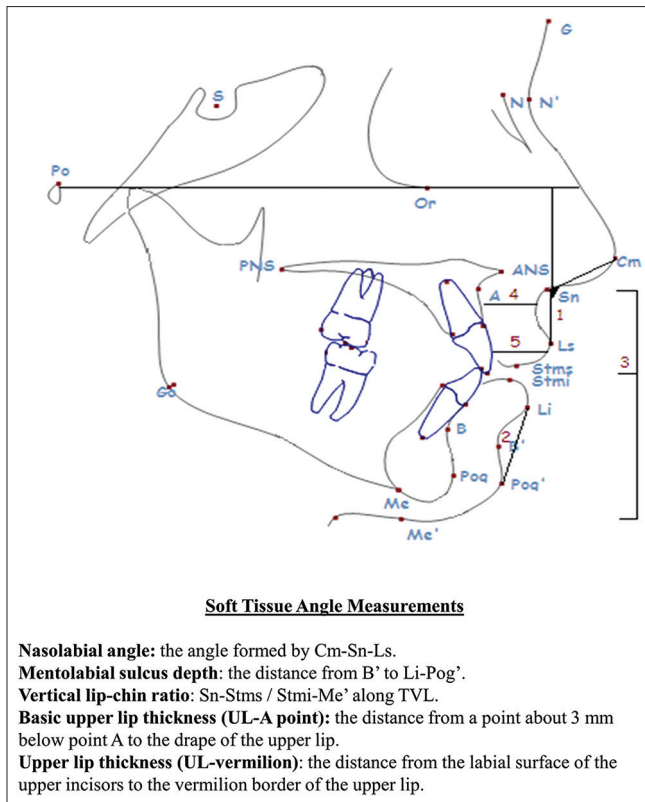 G
S
N N'
Po
Or
Cm
PNS
ANS
A 4 Sn
1
Ls
5
3
Stms
Stmi
Go
Li
B 2 B'
Pog
Pog'
Me
Me'
Soft Tissue Angle Measurements
Nasolabial angle: the angle formed by Cm-Sn-Ls.
Mentolabial sulcus depth: the distance from B’ to Li-Pog’.
Vertical lip-chin ratio: Sn-Stms / Stmi-Me’ along TVL.
Basic upper lip thickness (UL-A point): the distance from a point about 3 mm
below point A to the drape of the upper lip.
Upper lip thickness (UL-vermilion): the distance from the labial surface of the
upper incisors to the vermilion border of the upper lip.